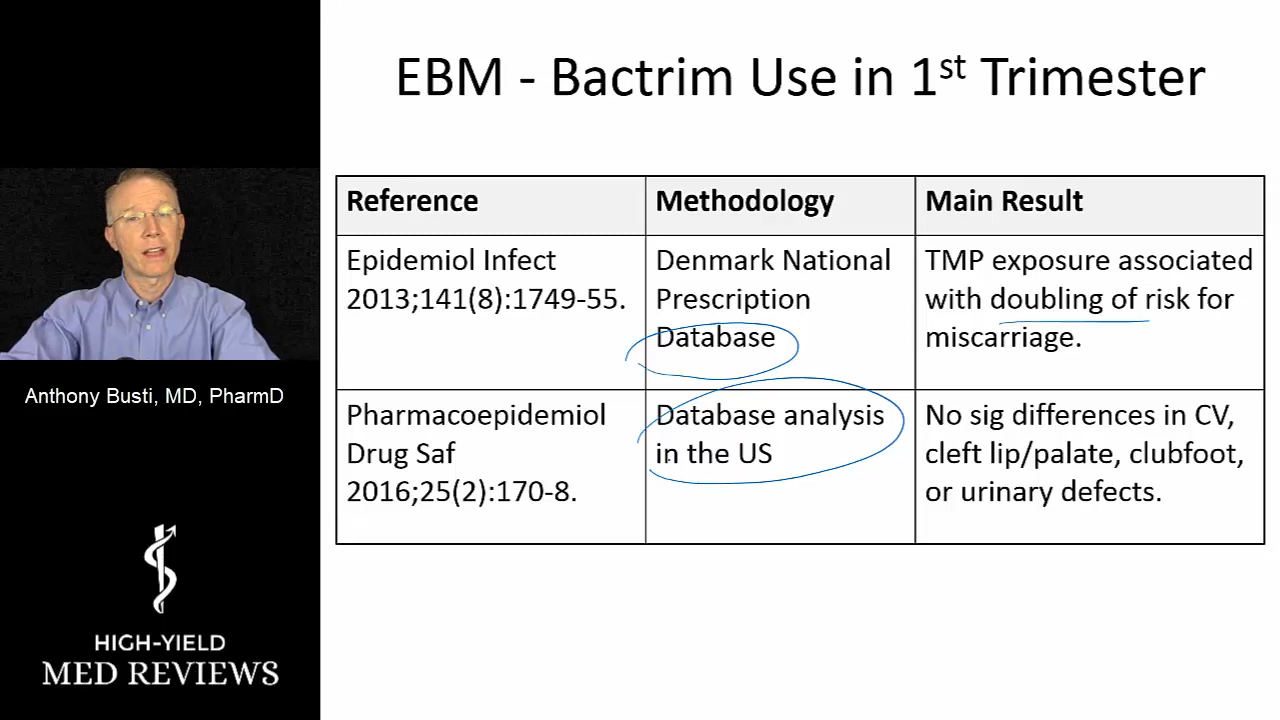 EBM - Bactrim Use in 1st Trimester
Reference
Methodology
Main Result
Epidemiol Infect
2013;141(8):1749-55.
Denmark National
Prescription
Database
TMP exposure associated
with doubling of risk for
miscarriage.
Pharmacoepidemiol
Drug Saf
2016;25(2):170-8.
Database analysis
in the US
No sig differences in CV,
cleft lip/palate, clubfoot,
or urinary defects.
Anthony Busti, MD, PharmD
HIGH-YIELD
MED REVIEWS